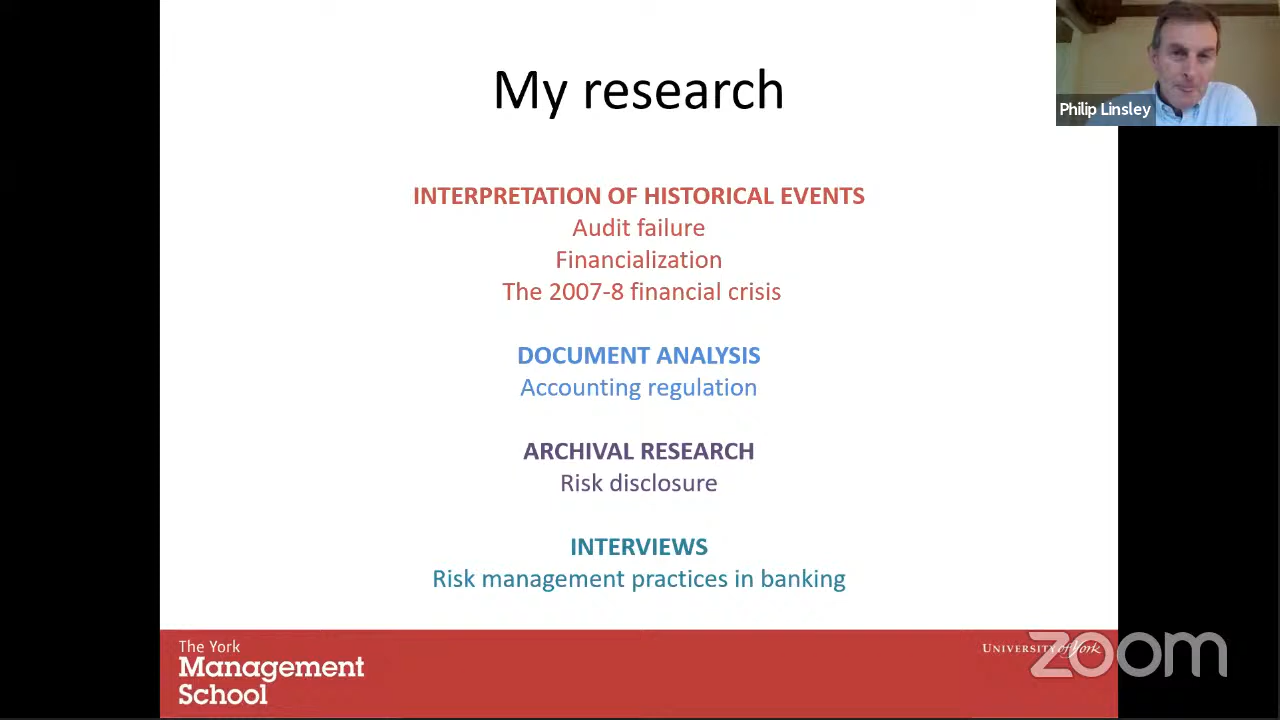 My research
Philip Linsley
INTERPRETATION OF HISTORICAL EVENTS
Audit failure
Financialization
The 2007-8 financial crisis
DOCUMENT ANALYSIS
Accounting regulation
ARCHIVAL RESEARCH
Risk disclosure
INTERVIEWS
Risk management practices in banking
The York
Management
School
UNIVERSITY of York
zoom